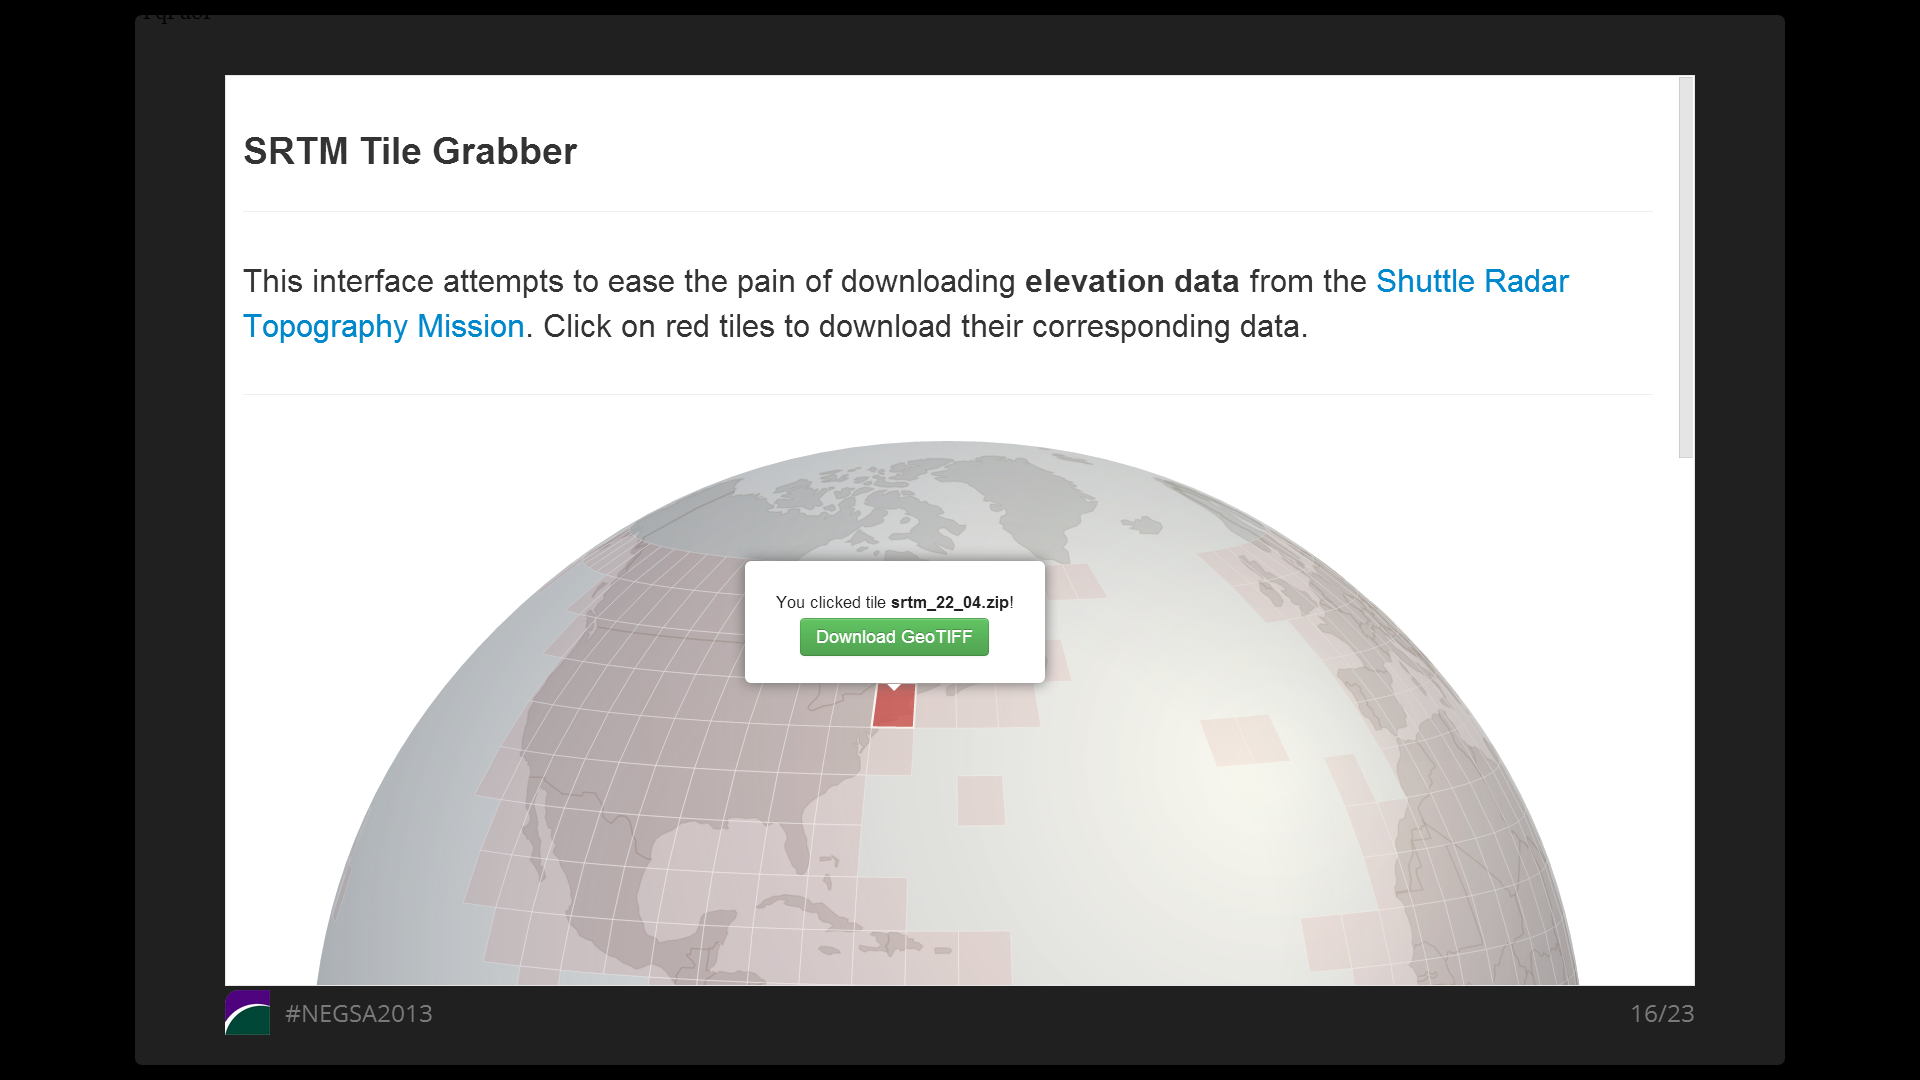 SRTM Tile Grabber
This interface attempts to ease the pain of downloading elevation data from the Shuttle Radar
Topography Mission. Click on red tiles to download their corresponding data.
You clicked tile srtm_22_04.zip!
Download GeoTIFF
#NEGSA2013
16/23